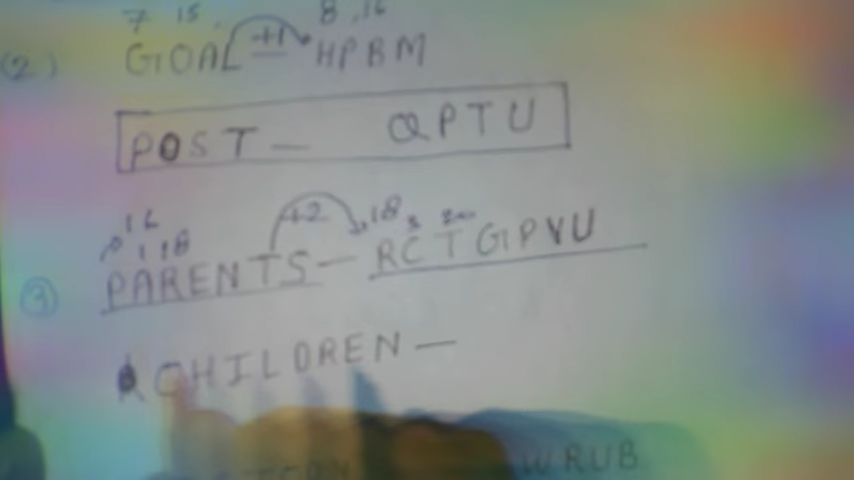 7 15, 8,16
(2) GOAL +1 HPBM
POST — QPTU
16 18
1 18 3 20
+2
③ PARENTS — RCTGPVU
CHILDREN —
WRUB